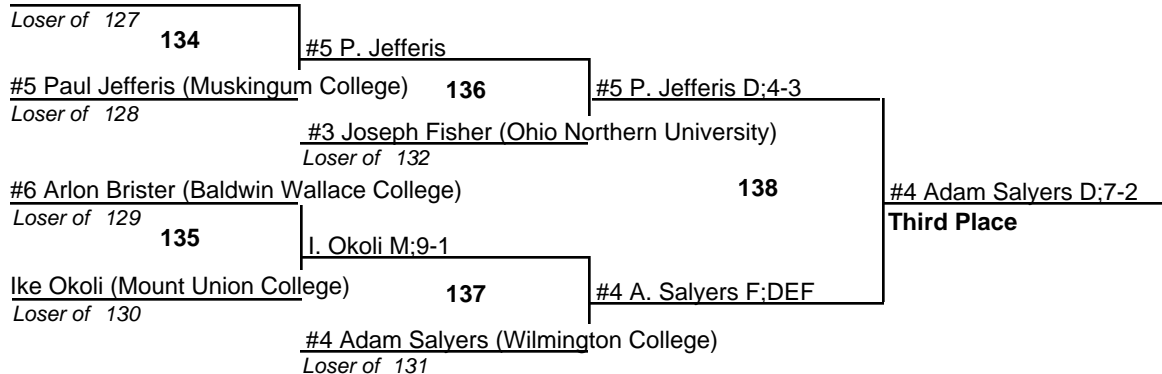 Loser of 127
134
#5 P. Jefferis
#5 Paul Jefferis (Muskingum College)
136
#5 P. Jefferis D;4-3
Loser of 128
#3 Joseph Fisher (Ohio Northern University)
Loser of 132
#6 Arlon Brister (Baldwin Wallace College)
138
#4 Adam Salyers D;7-2
Loser of 129
Third Place
135
I. Okoli M;9-1
Ike Okoli (Mount Union College)
137
#4 A. Salyers F;DEF
Loser of 130
#4 Adam Salyers (Wilmington College)
Loser of 131